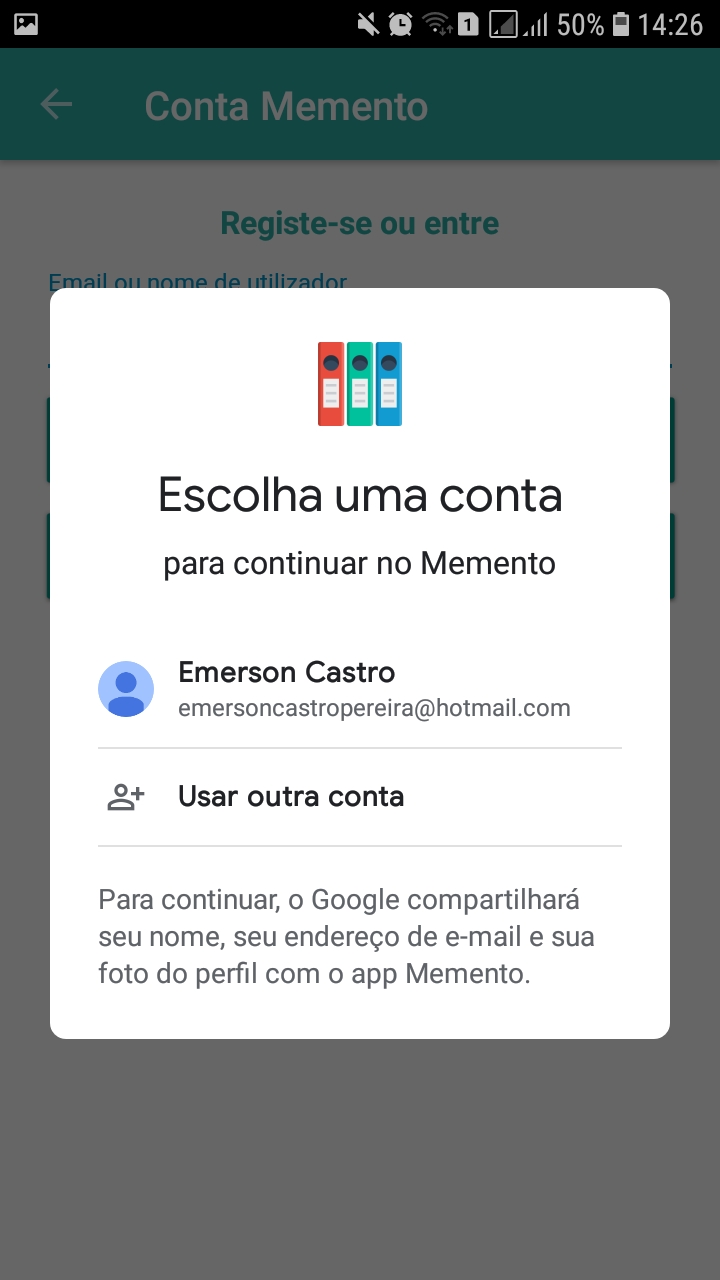 1 50% 14:26
Conta Memento
Registe-se ou entre
Email ou nome de utilizador
Escolha uma conta
para continuar no Memento
Emerson Castro
emersoncastropereira@hotmail.com
Usar outra conta
Para continuar, o Google compartilhará
seu nome, seu endereço de e-mail e sua
foto do perfil com o app Memento.